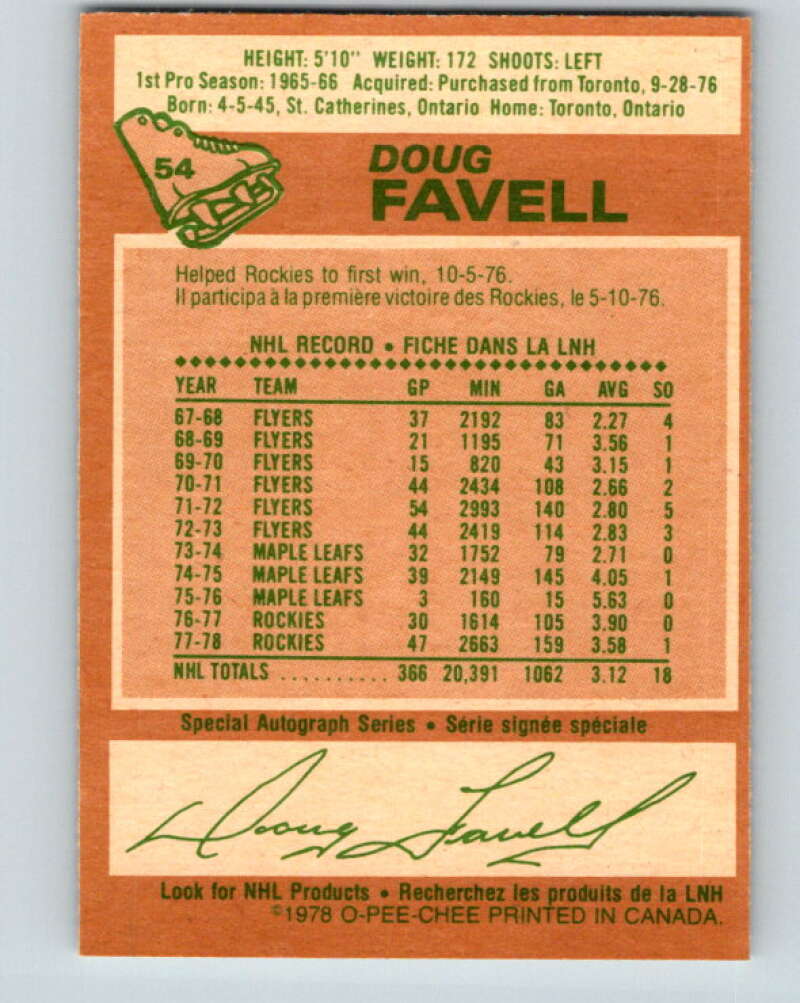 HEIGHT: 5'10" WEIGHT: 172 SHOOTS: LEFT
1st Pro Season: 1965-66 Acquired: Purchased from Toronto, 9-28-76
Born: 4-5-45, St. Catherines, Ontario Home: Toronto, Ontario
54
DOUG
FAVELL
Helped Rockies to first win, 10-5-76.
Il participa à la première victoire des Rockies, le 5-10-76.
NHL RECORD • FICHE DANS LA LNH
YEAR TEAM GP MIN GA AVG SO
67-68 FLYERS 37 2192 83 2.27 4
68-69 FLYERS 21 1195 71 3.56 1
69-70 FLYERS 15 820 43 3.15 1
70-71 FLYERS 44 2434 108 2.66 2
71-72 FLYERS 54 2993 140 2.80 5
72-73 FLYERS 44 2419 114 2.83 3
73-74 MAPLE LEAFS 32 1752 79 2.71 0
74-75 MAPLE LEAFS 39 2149 145 4.05 1
75-76 MAPLE LEAFS 3 160 15 5.63 0
76-77 ROCKIES 30 1614 105 3.90 0
77-78 ROCKIES 47 2663 159 3.58 1
NHL TOTALS .......... 366 20,391 1062 3.12 18
Special Autograph Series • Série signée spéciale
Doug Favell
Look for NHL Products • Recherchez les produits de la LNH
©1978 O-PEE-CHEE PRINTED IN CANADA.